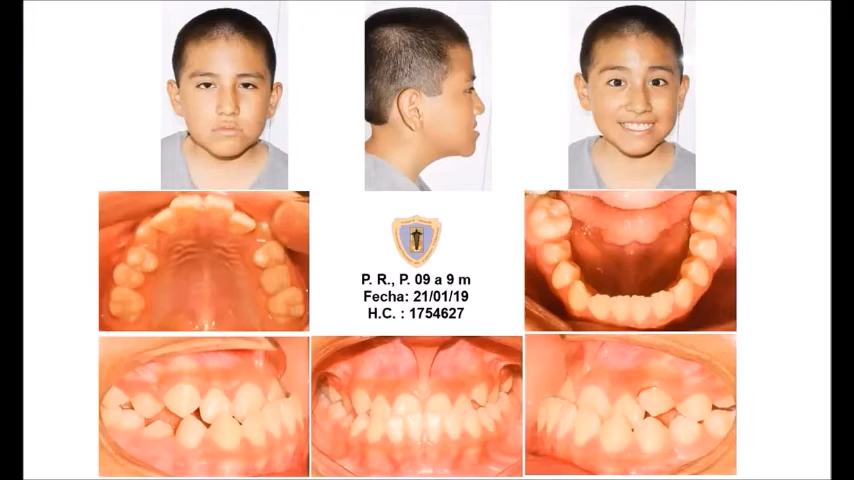 P. R., P. 09 a 9 m
Fecha: 21/01/19
H.C. : 1754627